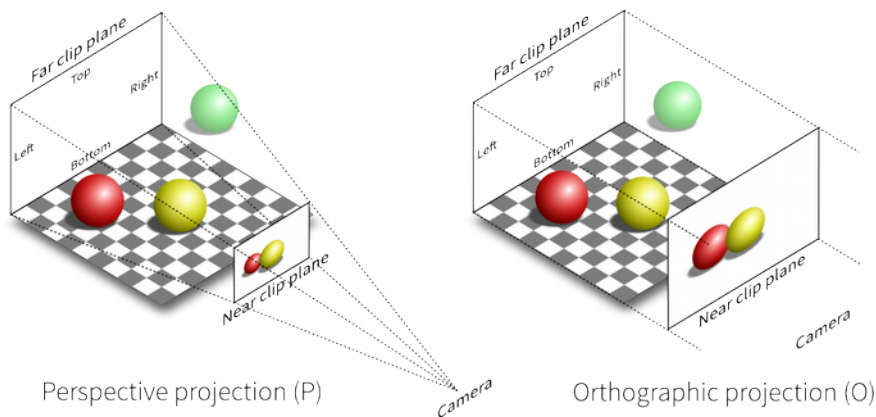 Far clip plane
Top
Right
Left
Bottom
Near clip plane
Camera
Perspective projection (P)
Far clip plane
Top
Right
Left
Bottom
Near clip plane
Camera
Orthographic projection (O)